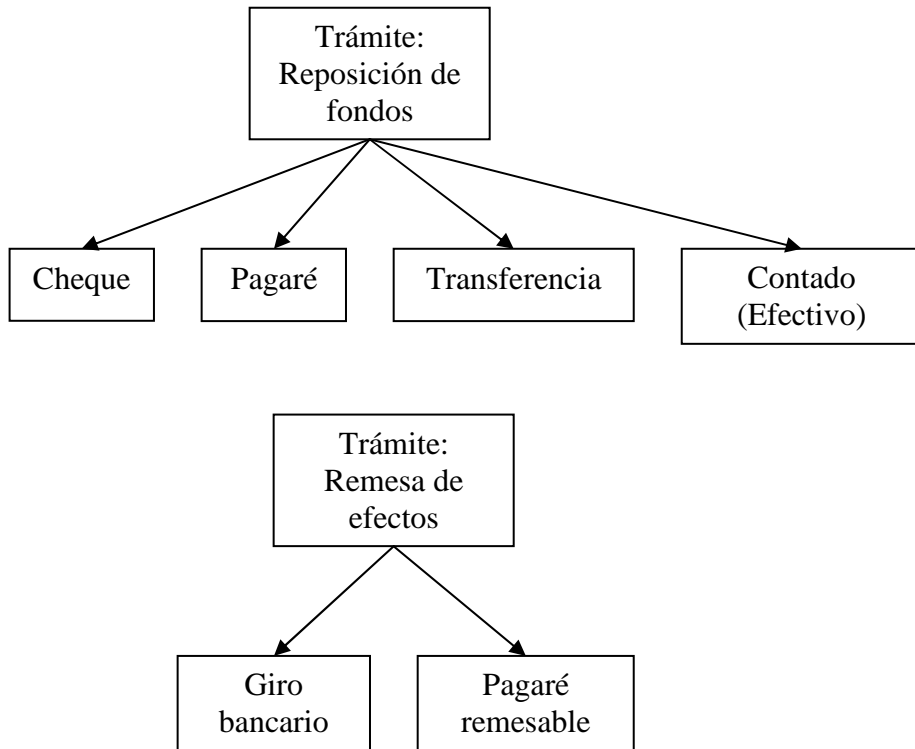 Trámite:
Reposición de
fondos
Cheque
Pagaré
Transferencia
Contado
(Efectivo)
Trámite:
Remesa de
efectos
Giro
bancario
Pagaré
remesable